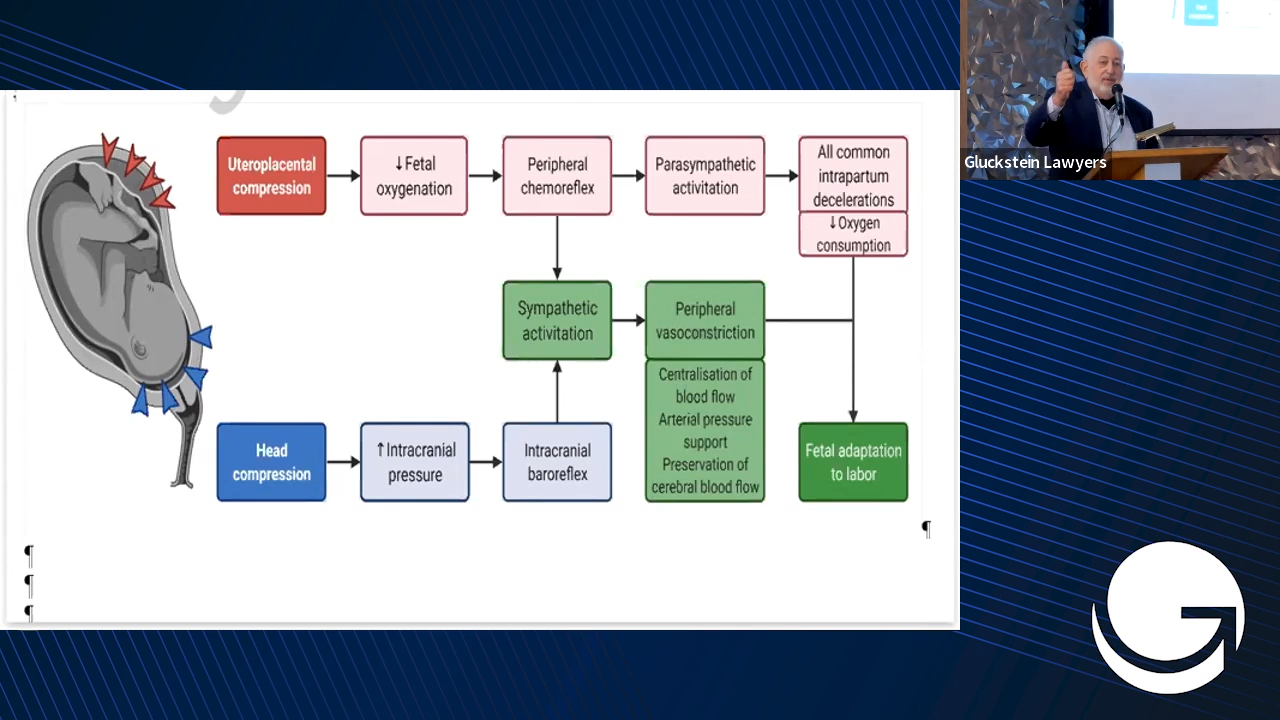 Uteroplacental
compression
↓Fetal
oxygenation
Peripheral
chemoreflex
Parasympathetic
activitation
All common
intrapartum
decelerations
↓Oxygen
consumption
Sympathetic
activitation
Peripheral
vasoconstriction
Centralisation of
blood flow
Arterial pressure
support
Preservation of
cerebral blood flow
Head
compression
↑Intracranial
pressure
Intracranial
baroreflex
Fetal adaptation
to labor
¶
¶
¶
¶
Gluckstein Lawyers
G